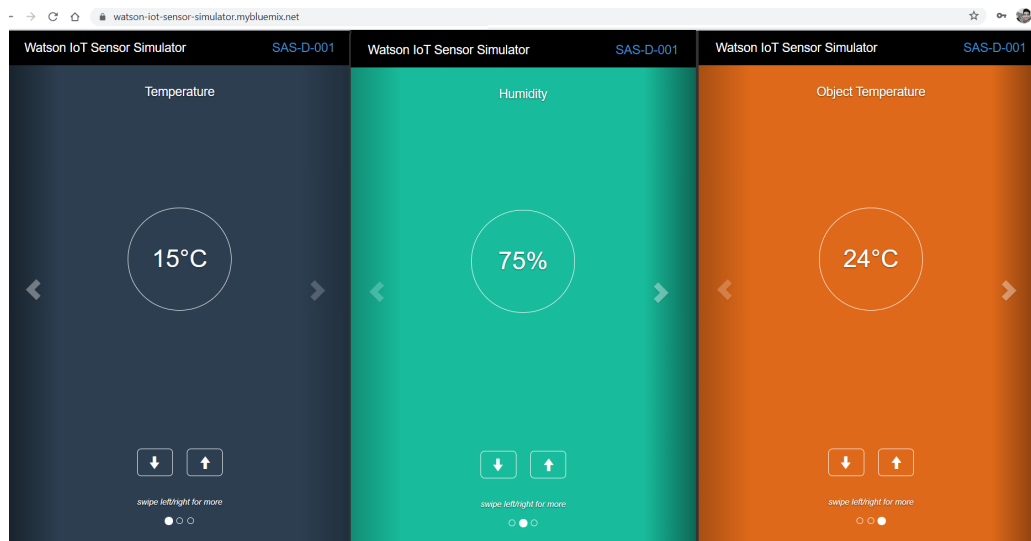 watson-iot-sensor-simulator.mybluemix.net
Watson IoT Sensor Simulator SAS-D-001
Temperature
15°C
swipe left/right for more
Watson IoT Sensor Simulator SAS-D-001
Humidity
75%
swipe left/right for more
Watson IoT Sensor Simulator SAS-D-001
Object Temperature
24°C
swipe left/right for more